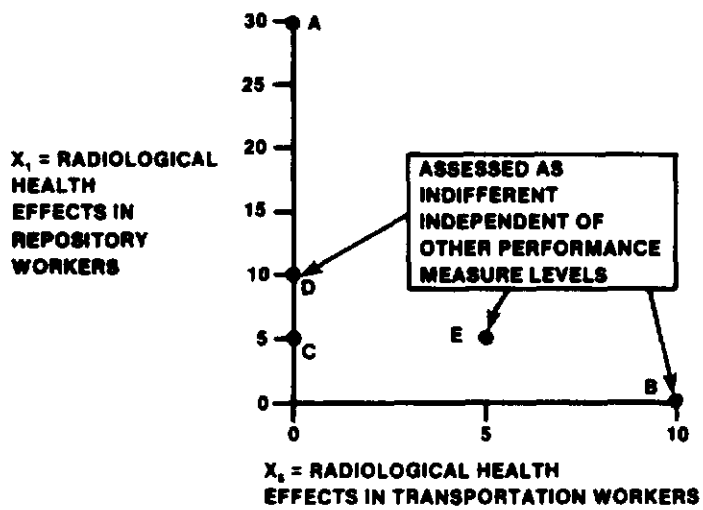 30
A
25
20
15
10
5
0
D
C
E
B
0
5
10
X₁ = RADIOLOGICAL
HEALTH
EFFECTS IN
REPOSITORY
WORKERS
ASSESSED AS
INDIFFERENT
INDEPENDENT OF
OTHER PERFORMANCE
MEASURE LEVELS
= RADIOLOGICAL HEALTH
EFFECTS IN TRANSPORTATION WORKERS